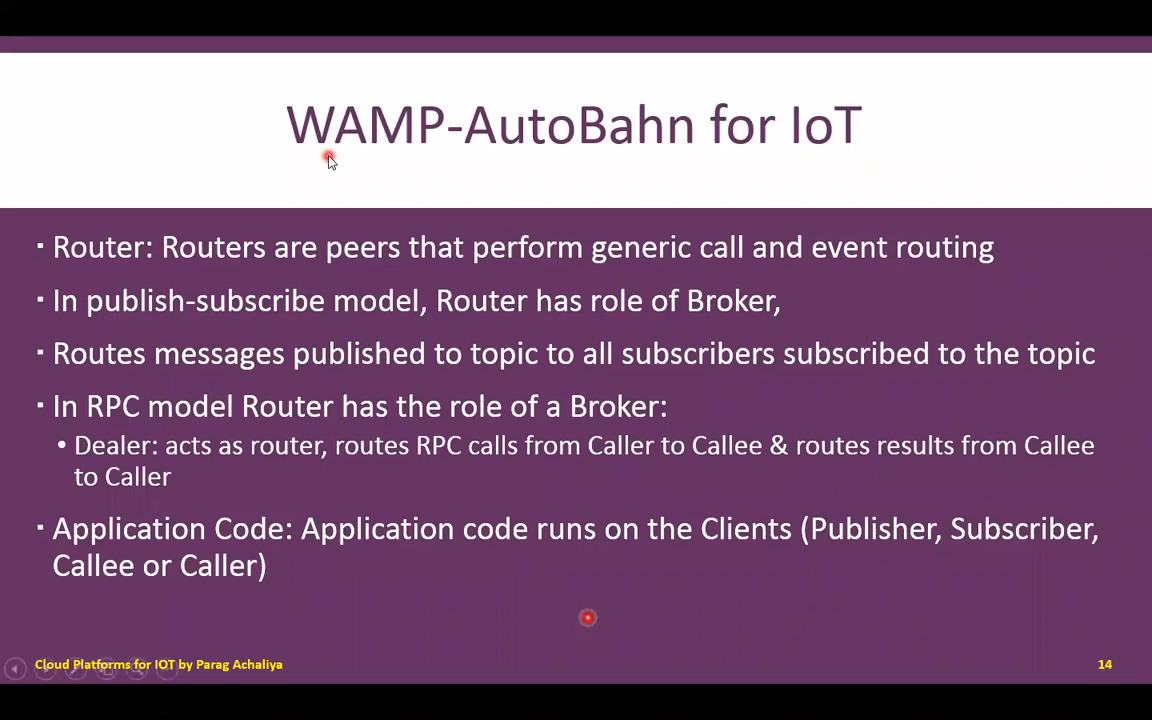 WAMP-AutoBahn for IoT
▪ Router: Routers are peers that perform generic call and event routing
▪ In publish-subscribe model, Router has role of Broker,
▪ Routes messages published to topic to all subscribers subscribed to the topic
▪ In RPC model Router has the role of a Broker:
• Dealer: acts as router, routes RPC calls from Caller to Callee & routes results from Callee
to Caller
▪ Application Code: Application code runs on the Clients (Publisher, Subscriber,
Callee or Caller)
Cloud Platforms for IOT by Parag Achaliya
14